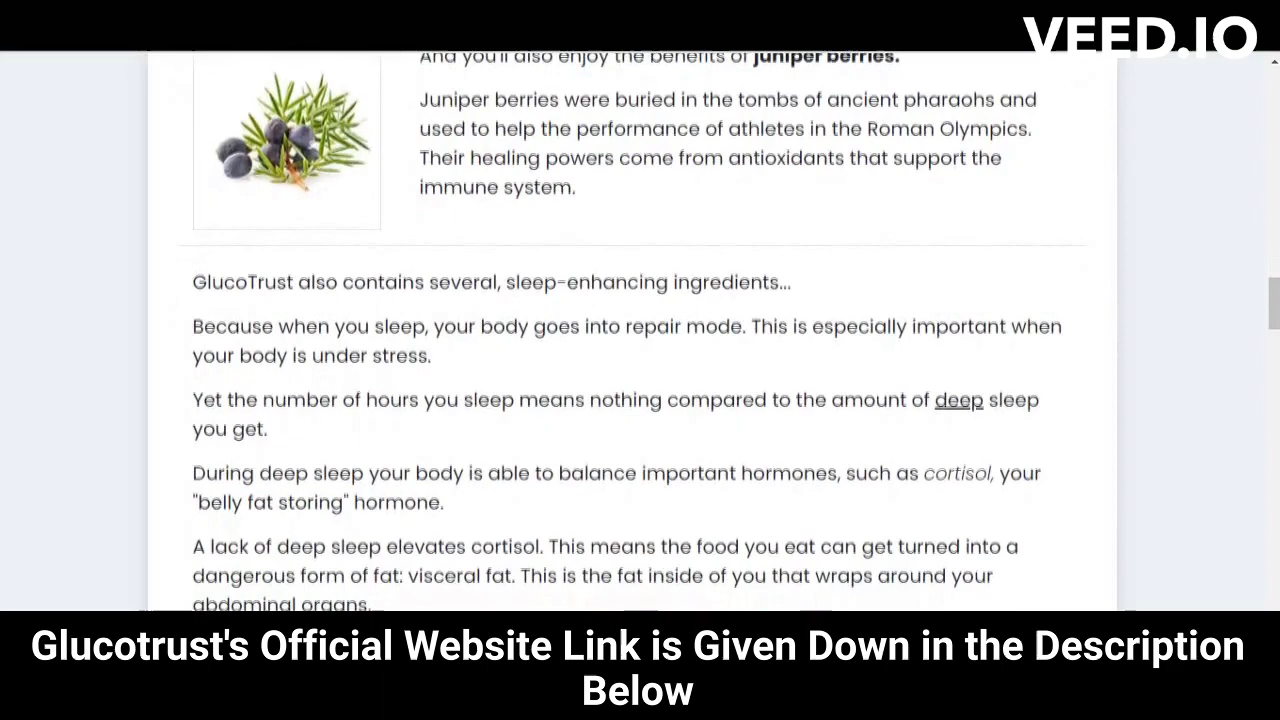 VEED.IO
And you'll also enjoy the benefits of juniper berries.
Juniper berries were buried in the tombs of ancient pharaohs and
used to help the performance of athletes in the Roman Olympics.
Their healing powers come from antioxidants that support the
immune system.
GlucoTrust also contains several, sleep-enhancing ingredients...
Because when you sleep, your body goes into repair mode. This is especially important when
your body is under stress.
Yet the number of hours you sleep means nothing compared to the amount of deep sleep
you get.
During deep sleep your body is able to balance important hormones, such as cortisol, your
"belly fat storing" hormone.
A lack of deep sleep elevates cortisol. This means the food you eat can get turned into a
dangerous form of fat: visceral fat. This is the fat inside of you that wraps around your
abdominal organs.
Glucotrust's Official Website Link is Given Down in the Description
Below